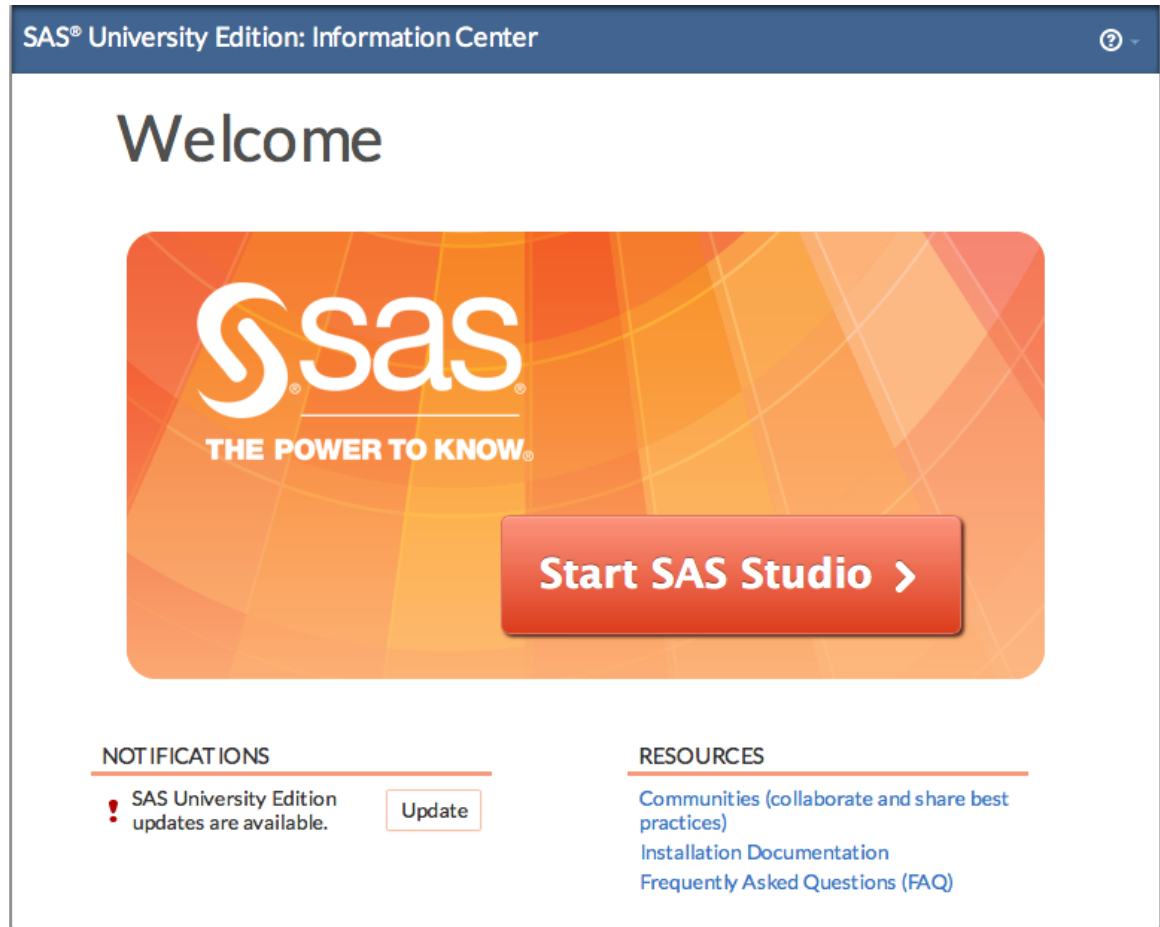 SAS® University Edition: Information Center
Welcome
sas®
THE POWER TO KNOW®
Start SAS Studio
NOTIFICATIONS
SAS University Edition
updates are available.
Update
RESOURCES
Communities (collaborate and share best
practices)
Installation Documentation
Frequently Asked Questions (FAQ)